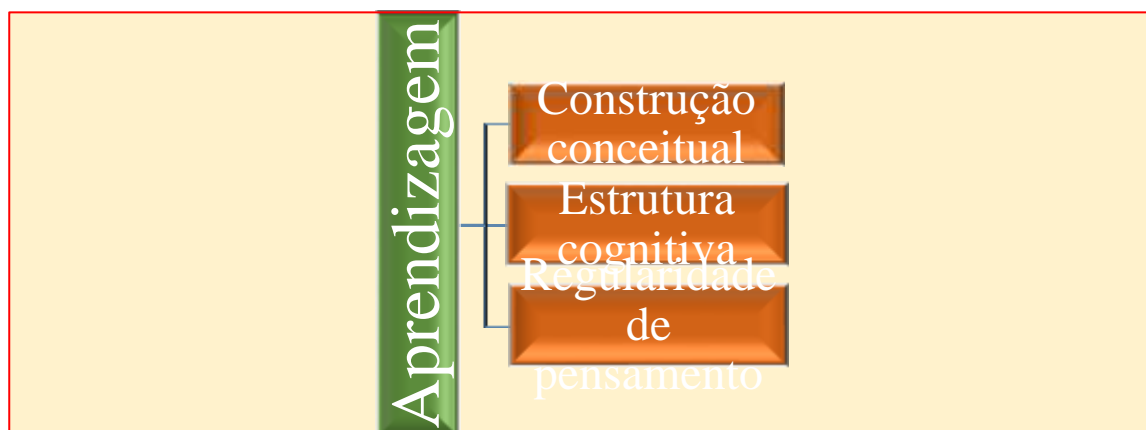 Aprendizagem
Construção
conceitual
Estrutura
cognitiva
Regularidade
de
pensamento